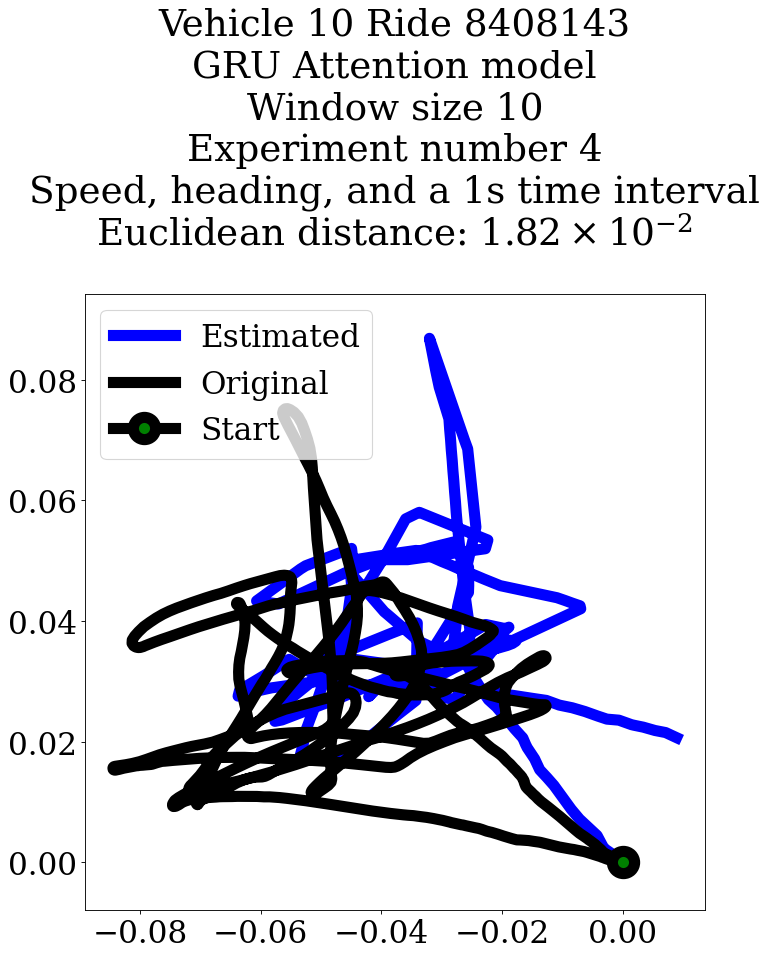 Vehicle 10 Ride 8408143
GRU Attention model
Window size 10
Experiment number 4
Speed, heading, and a 1s time interval
Euclidean distance: 1.82 × 10⁻²
Estimated
Original
Start
0.08
0.06
0.04
0.02
0.00
−0.08 −0.06 −0.04 −0.02 0.00